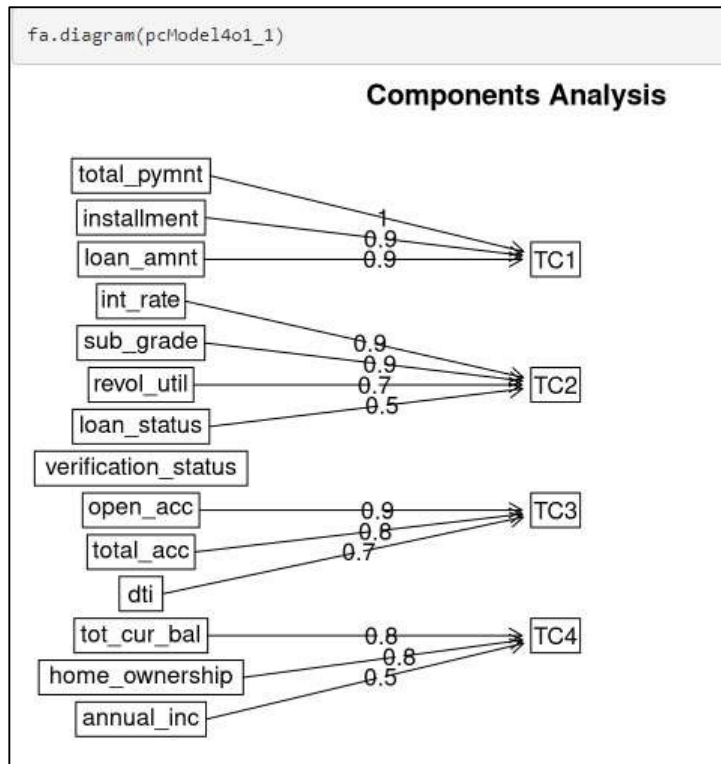 fa.diagram(pcModel4o1_1)
Components Analysis
total_pymnt
1
installment
0.9
loan_amnt
0.9
TC1
int_rate
0.9
sub_grade
0.9
revol_util
0.7
TC2
loan_status
0.5
verification_status
open_acc
0.9
TC3
total_acc
0.8
dti
0.7
tot_cur_bal
0.8
TC4
home_ownership
0.8
annual_inc
0.5